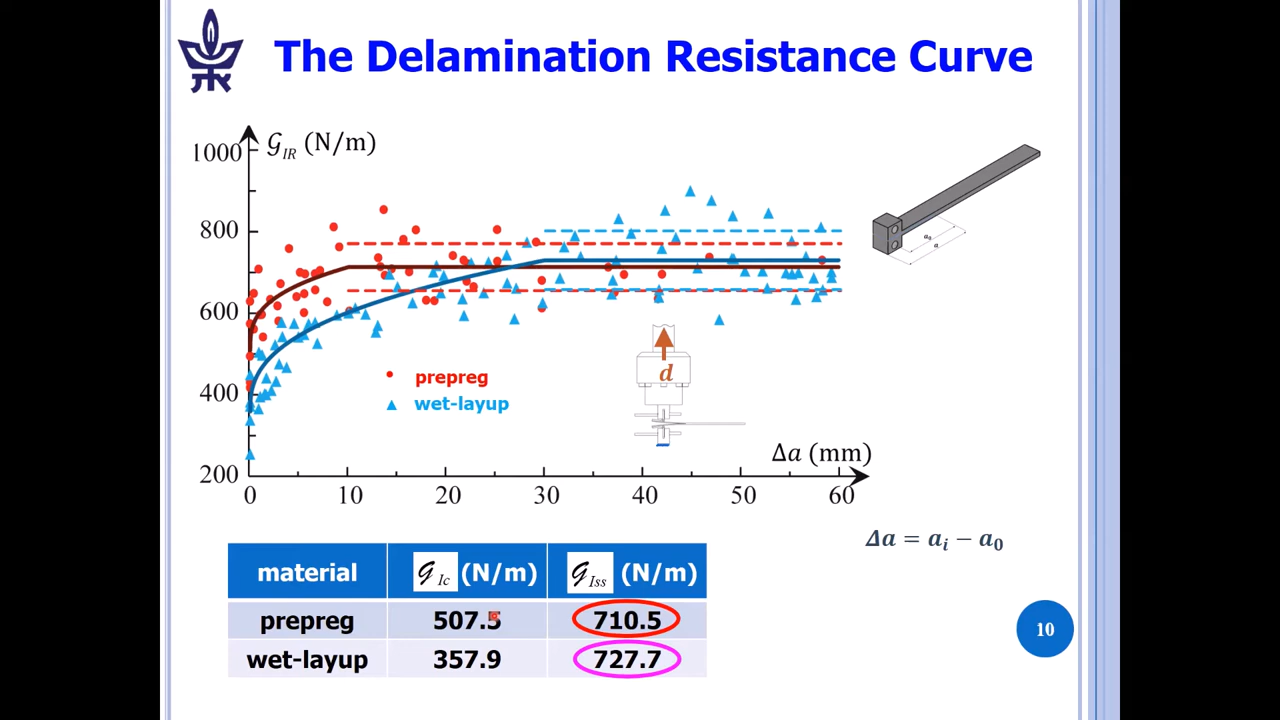 The Delamination Resistance Curve
𝒢IR (N/m)
1000
800
600
400
200
0 10 20 30 40 50 60
Δa (mm)
prepreg
wet-layup
d
a0
a
Δa = ai − a0
material 𝒢Ic (N/m) 𝒢Iss (N/m)
prepreg 507.5 710.5
wet-layup 357.9 727.7
10